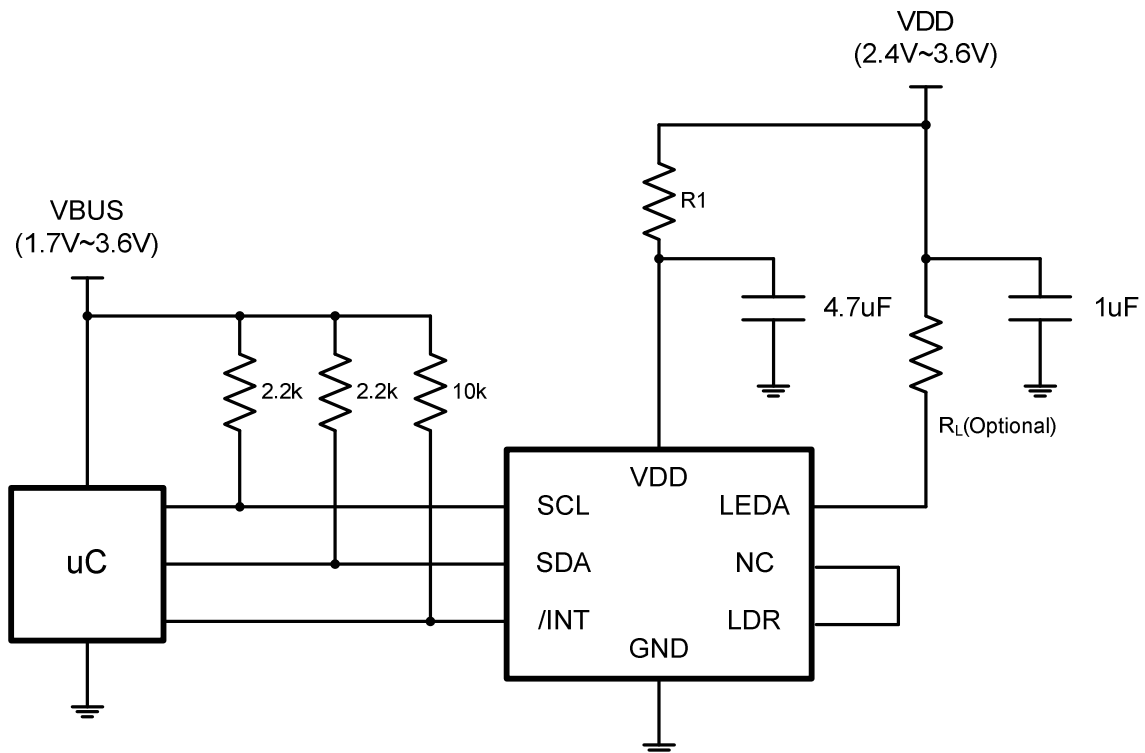 VDD
(2.4V~3.6V)
R1
VBUS
(1.7V~3.6V)
4.7uF
1uF
2.2k
2.2k
10k
RL(Optional)
VDD
SCL
LEDA
uC
SDA
NC
/INT
LDR
GND